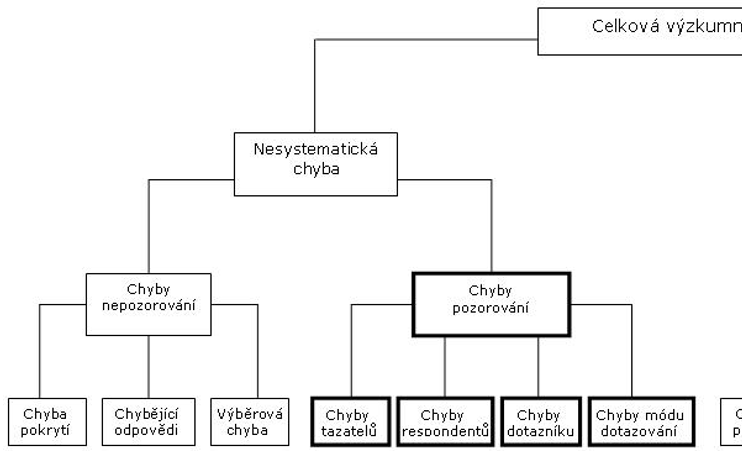 Celková výzkumn
Nesystematická
chyba
Chyby
nepozorování
Chyby
pozorování
Chyba
pokrytí
Chybějící
odpovědi
Výběrová
chyba
Chyby
tazatelů
Chyby
respondentů
Chyby
dotazníku
Chyby módu
dotazování